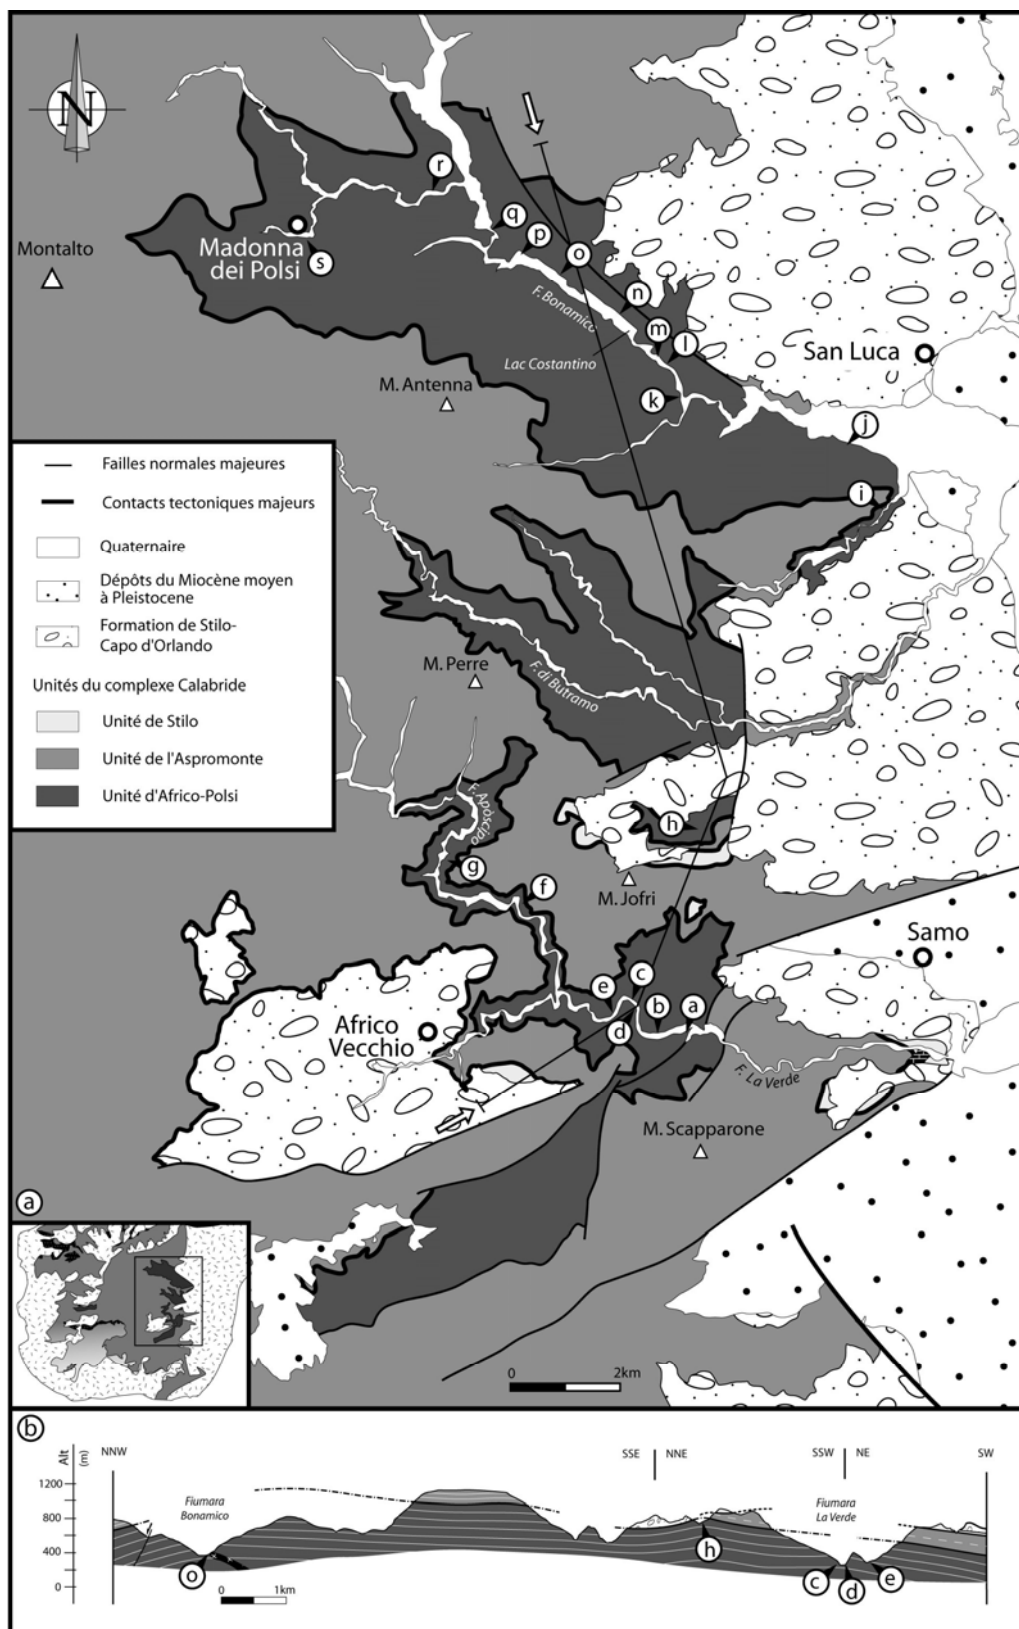 N
r
q
p
o
n
m
l
k
j
i
s
Montalto
Madonna
dei Polsi
F. Bonamico
Lac Costantino
San Luca
M. Antenna
Failles normales majeures
Contacts tectoniques majeurs
Quaternaire
Dépôts du Miocène moyen
à Pleistocene
Formation de Stilo-
Capo d'Orlando
Unités du complexe Calabride
Unité de Stilo
Unité de l'Aspromonte
Unité d'Africo-Polsi
M. Perre
F. di Butramo
F. Aposcipo
h
g
f
M. Jofri
Samo
e
c
b
a
d
Africo
Vecchio
F. La Verde
M. Scapparone
a
0
2km
b
NNW
Alt
(m)
SSE
NNE
SSW
NE
SW
1200
800
400
0
Fiumara
Bonamico
Fiumara
La Verde
o
h
c
d
e
0
1km